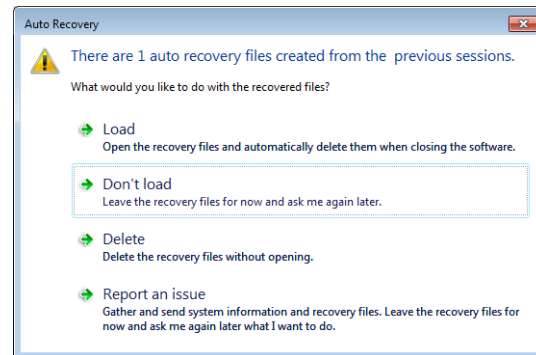 Auto Recovery
There are 1 auto recovery files created from the previous sessions.
What would you like to do with the recovered files?
Load
Open the recovery files and automatically delete them when closing the software.
Don't load
Leave the recovery files for now and ask me again later.
Delete
Delete the recovery files without opening.
Report an issue
Gather and send system information and recovery files. Leave the recovery files for
now and ask me again later what I want to do.